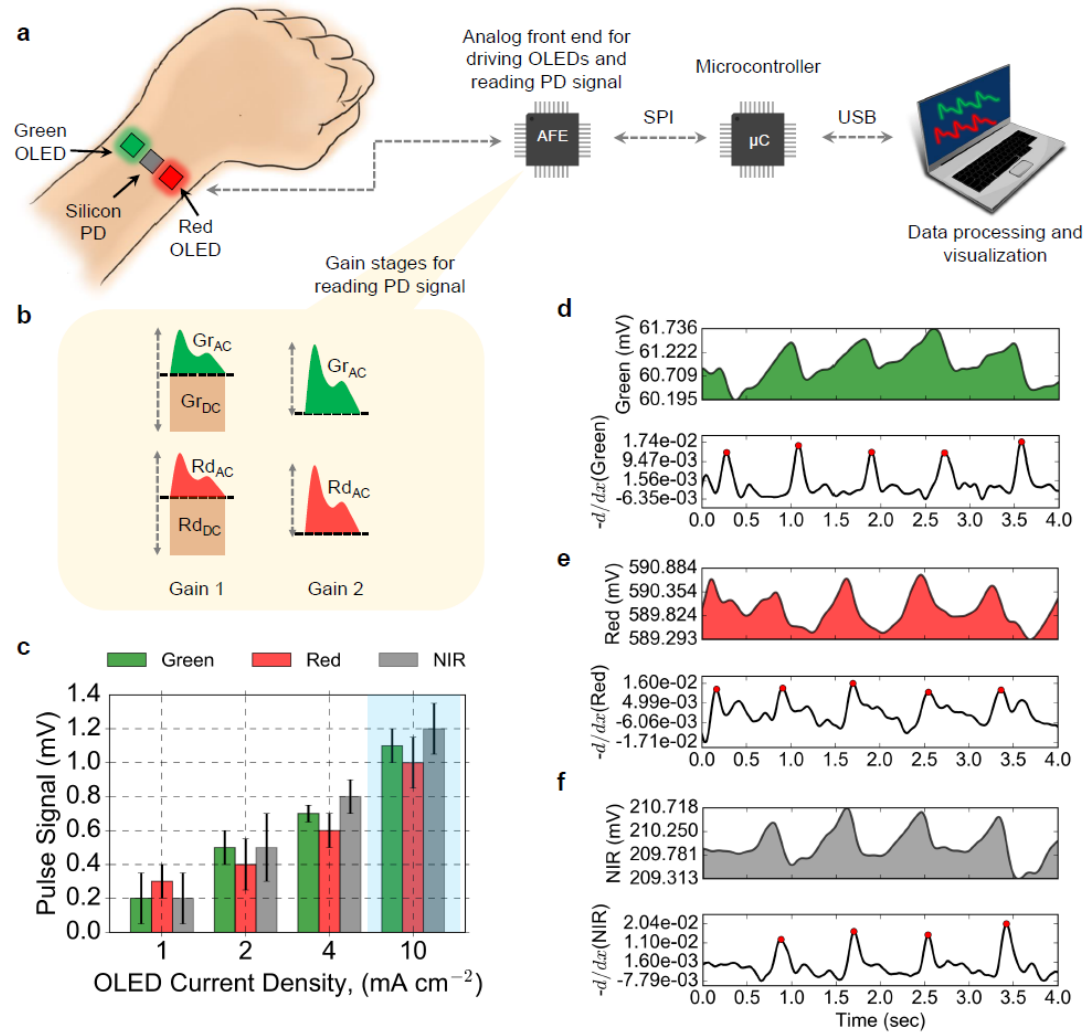 a
Green
OLED
Silicon
PD
Red
OLED
Analog front end for
driving OLEDs and
reading PD signal
AFE
SPI
Microcontroller
µC
USB
Data processing and
visualization
Gain stages for
reading PD signal
b
Gr_AC
Gr_DC
Gr_AC
Rd_AC
Rd_DC
Rd_AC
Gain 1
Gain 2
c
Green
Red
NIR
Pulse Signal (mV)
1.4
1.2
1.0
0.8
0.6
0.4
0.2
0.0
1
2
4
10
OLED Current Density, (mA cm⁻²)
d
Green (mV)
61.736
61.222
60.709
60.195
-d/dx(Green)
1.74e-02
9.47e-03
1.56e-03
-6.35e-03
0.0 0.5 1.0 1.5 2.0 2.5 3.0 3.5 4.0
e
Red (mV)
590.884
590.354
589.824
589.293
-d/dx(Red)
1.60e-02
4.99e-03
-6.06e-03
-1.71e-02
0.0 0.5 1.0 1.5 2.0 2.5 3.0 3.5 4.0
f
NIR (mV)
210.718
210.250
209.781
209.313
-d/dx(NIR)
2.04e-02
1.10e-02
1.60e-03
-7.79e-03
0.0 0.5 1.0 1.5 2.0 2.5 3.0 3.5 4.0
Time (sec)